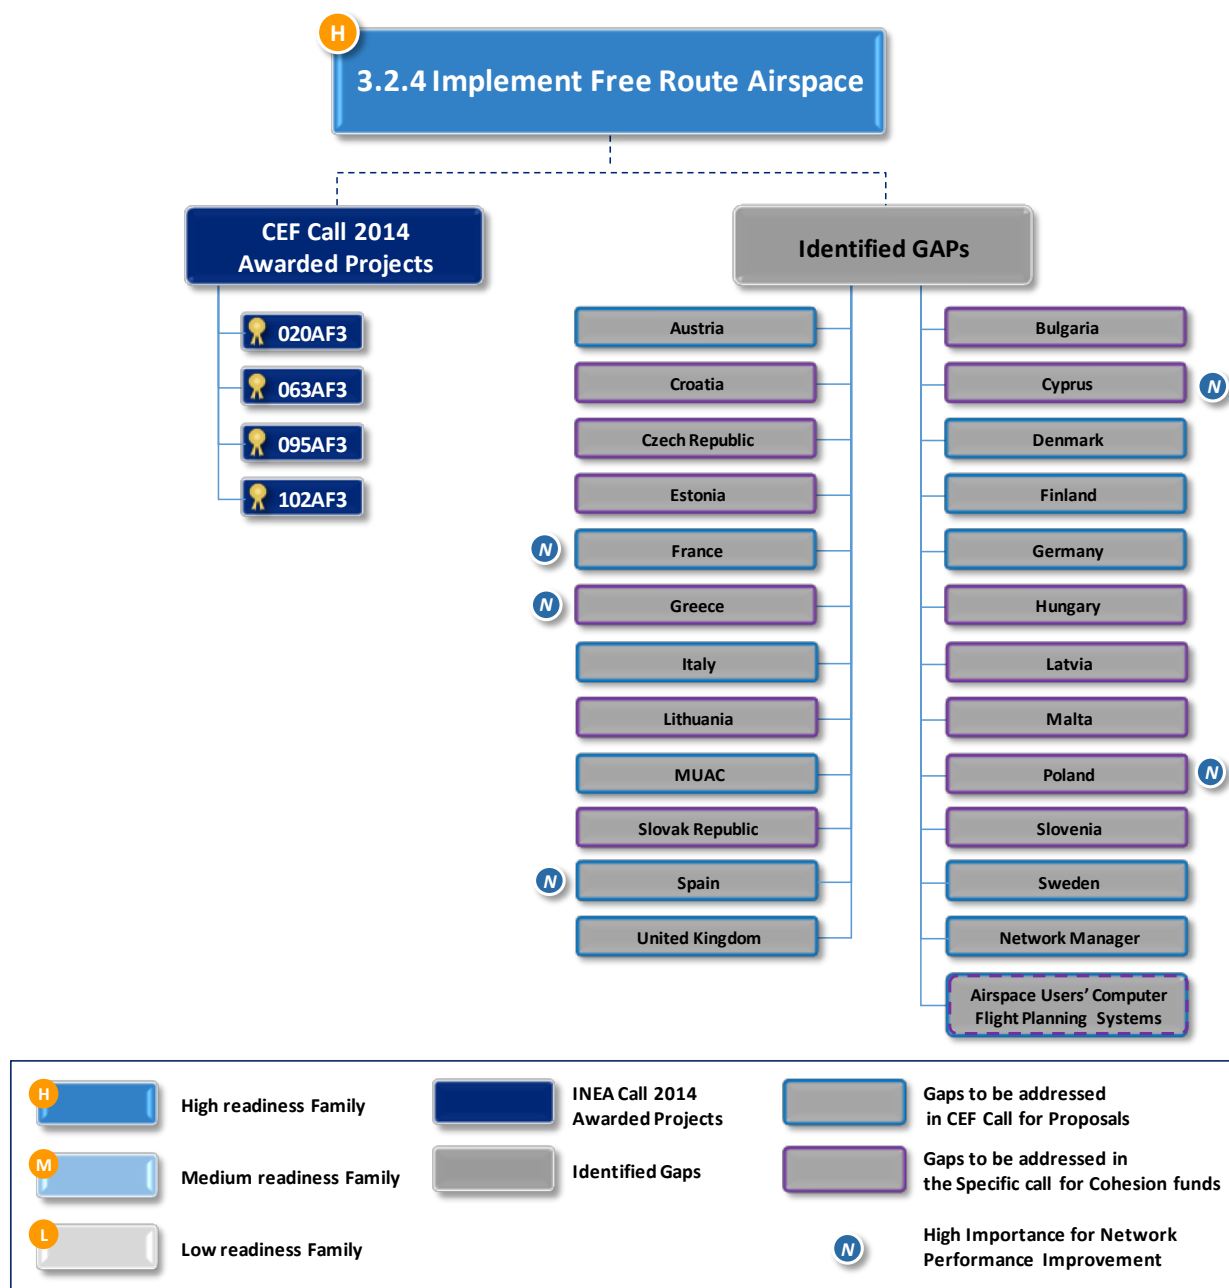 H
3.2.4 Implement Free Route Airspace
CEF Call 2014
Awarded Projects
020AF3
063AF3
095AF3
102AF3
Identified GAPs
Austria
Croatia
Czech Republic
Estonia
N
France
N
Greece
Italy
Lithuania
MUAC
Slovak Republic
N
Spain
United Kingdom
Bulgaria
Cyprus
N
Denmark
Finland
Germany
Hungary
Latvia
Malta
Poland
N
Slovenia
Sweden
Network Manager
Airspace Users' Computer
Flight Planning Systems
H
High readiness Family
M
Medium readiness Family
L
Low readiness Family
INEA Call 2014
Awarded Projects
Identified Gaps
Gaps to be addressed
in CEF Call for Proposals
Gaps to be addressed in
the Specific call for Cohesion funds
N
High Importance for Network
Performance Improvement